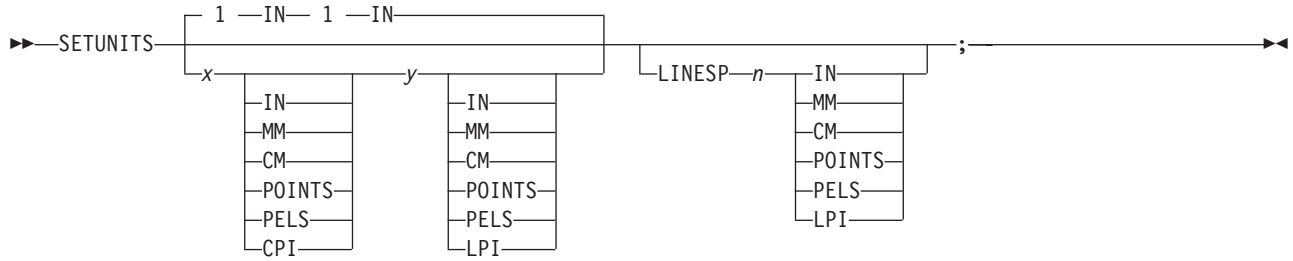 1 IN 1 IN
SETUNITS ;
x y LINESP n IN
IN IN MM
MM MM CM
CM CM POINTS
POINTS POINTS PELS
PELS PELS LPI
CPI LPI